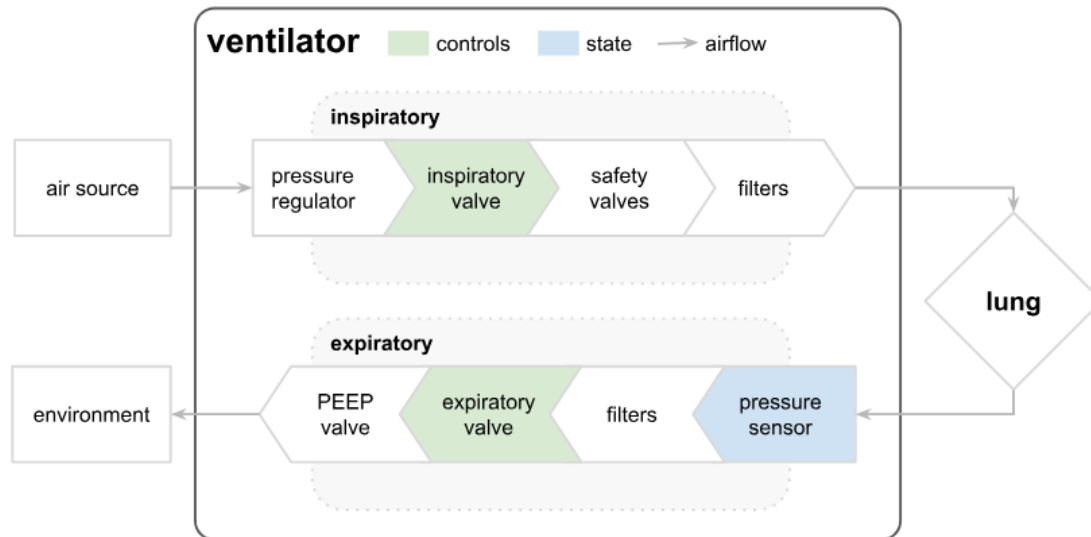 ventilator
controls
state
airflow
inspiratory
air source
pressure
regulator
inspiratory
valve
safety
valves
filters
lung
expiratory
environment
PEEP
valve
expiratory
valve
filters
pressure
sensor